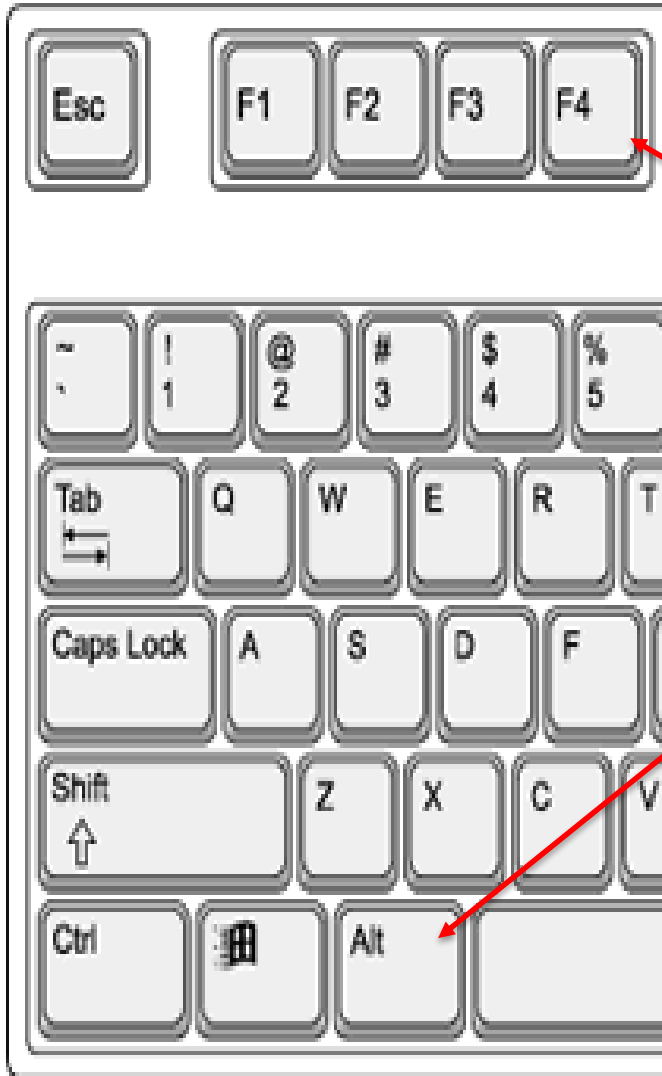 Esc F1 F2 F3 F4
~ ! @ # $ %
` 1 2 3 4 5
Tab Q W E R T
Caps Lock A S D F
Shift Z X C V
Ctrl Alt